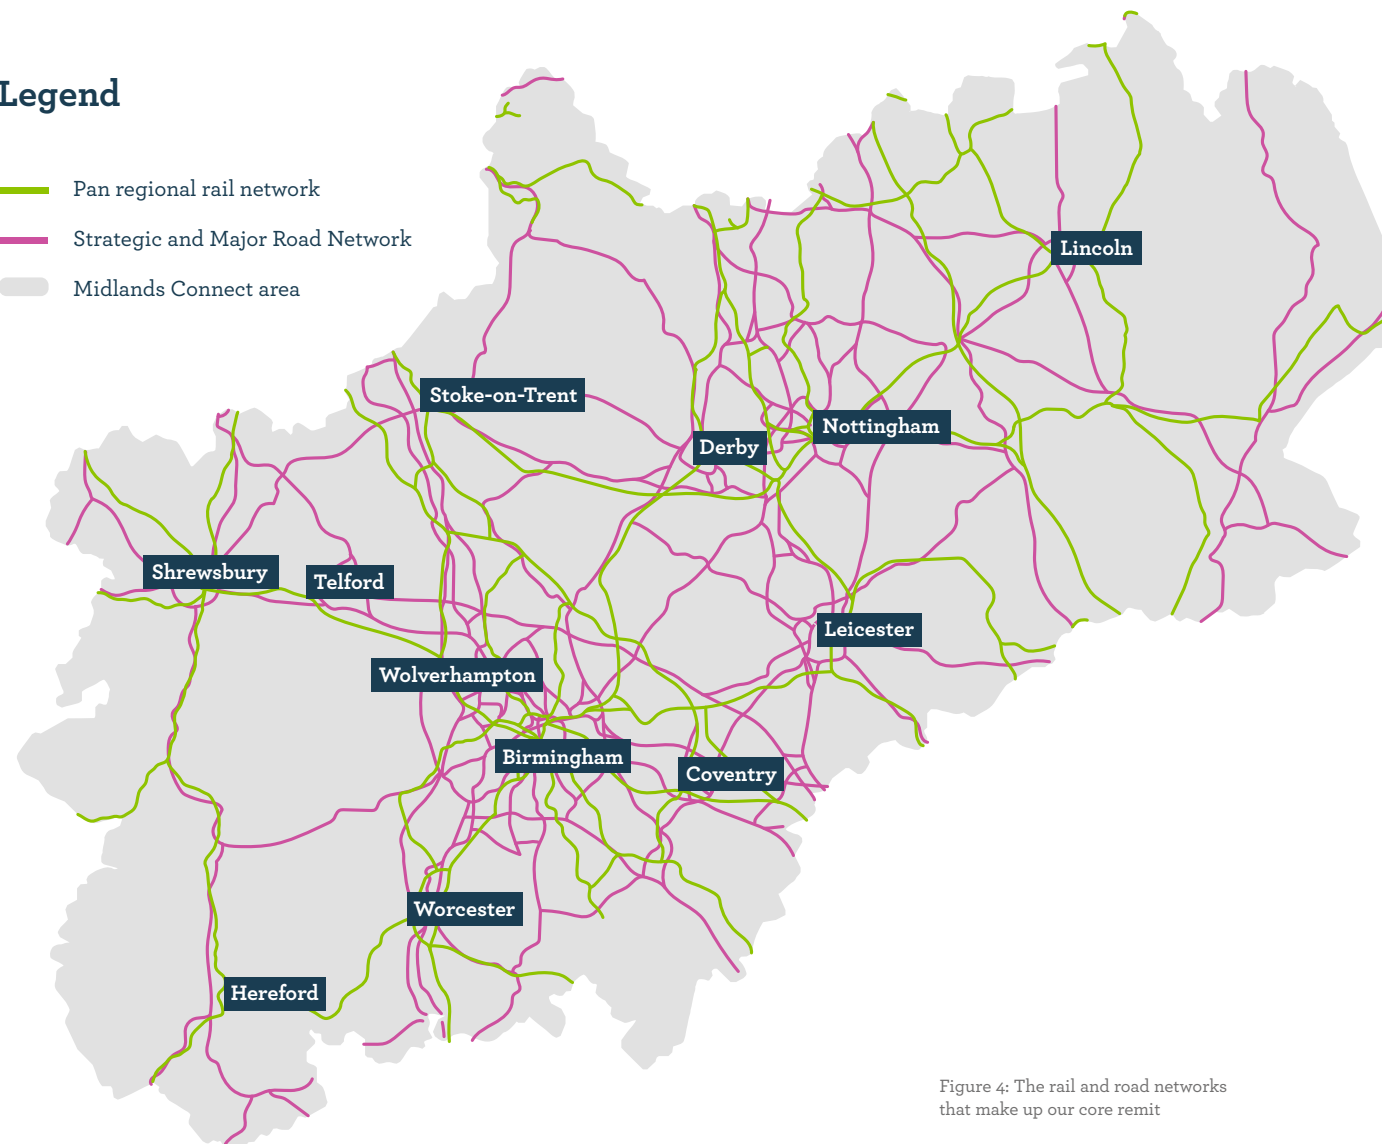 Legend
Pan regional rail network
Strategic and Major Road Network
Midlands Connect area
Lincoln
Stoke-on-Trent
Nottingham
Derby
Shrewsbury
Telford
Leicester
Wolverhampton
Birmingham
Coventry
Worcester
Hereford
Figure 4: The rail and road networks
that make up our core remit